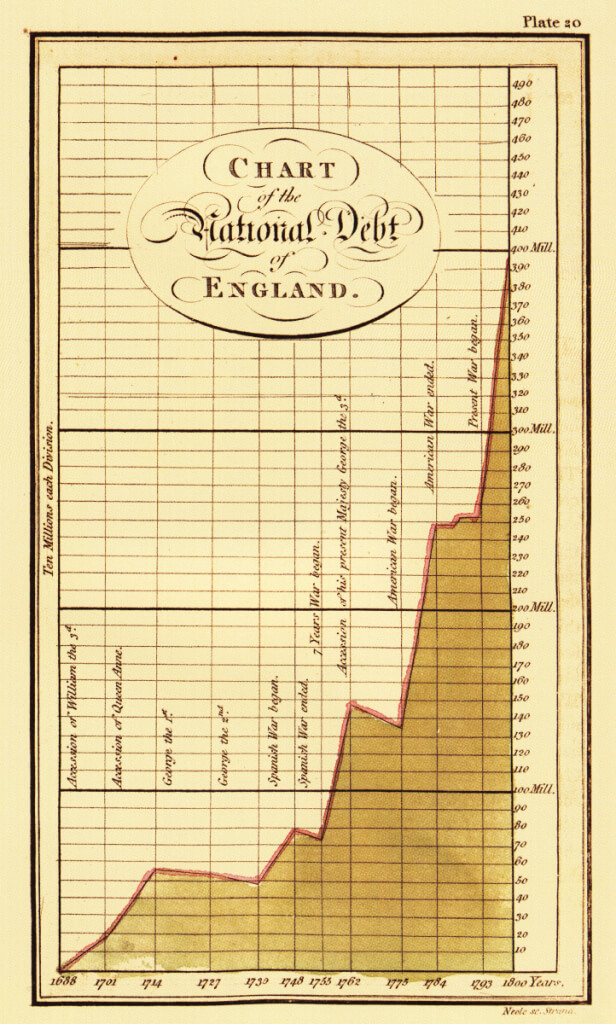 Plate 20
CHART
of the
National Debt
of
ENGLAND.
490
480
470
460
450
440
430
420
410
400 Mill.
390
380
370
360
350
340
330
320
310
300 Mill.
290
280
270
260
250
240
230
220
210
200 Mill.
190
180
170
160
150
140
130
120
110
100 Mill.
90
80
70
60
50
40
30
20
10
Ten Millions each Division.
Accession of William the 3d
Accession of Queen Anne.
George the 1st
George the 2nd
Spanish War began.
Spanish War ended.
7 Years War began.
Accession of his present Majesty George the 3d
American War began.
American War ended.
Present War began.
1688 1701 1714 1727 1739 1748 1755 1762 1775 1784 1793 1800 Years.
Neele sc. Strand.